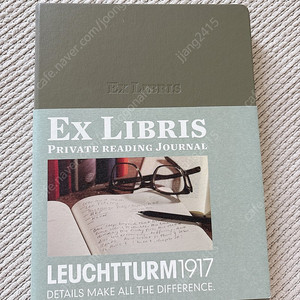 EX LIBRIS
EX LIBRIS
PRIVATE READING JOURNAL
LEUCHTTURM1917
DETAILS MAKE ALL THE DIFFERENCE.